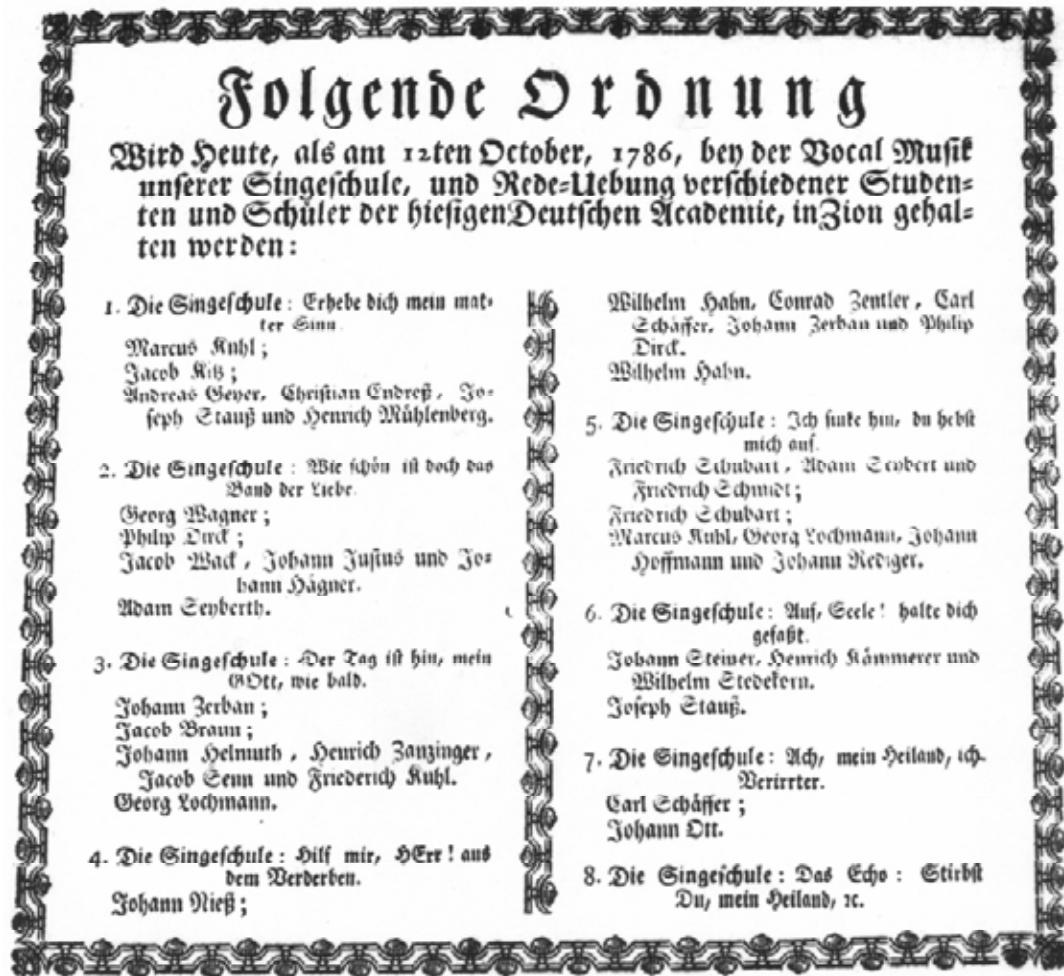 Folgende Ordnung
Wird Heute, als am 12ten October, 1786, bey der Vocal Musik
unserer Singeschule, und Rede=Uebung verschiedener Studen=
ten und Schüler der hiesigen Deutschen Academie, in Zion gehal=
ten werden:
1. Die Singeschule: Erhebe dich mein mat=
ter Sinn.
Marcus Kuhl;
Jacob Kitz;
Andreas Geyer, Christian Endreß, Jo=
seph Stauß und Henrich Mühlenberg.
2. Die Singeschule: Wie schön ist doch das
Band der Liebe.
Georg Wagner;
Philip Dirck;
Jacob Wack, Johann Justus und Jo=
hann Hägner.
Adam Seyberth.
3. Die Singeschule: Der Tag ist hin, mein
GOtt, wie bald.
Johann Zerban;
Jacob Braun;
Johann Helmuth, Henrich Zanzinger,
Jacob Senn und Friederich Kuhl.
Georg Lochmann.
4. Die Singeschule: Hilf mir, HErr! aus
dem Verderben.
Johann Nieß;
Wilhelm Hahn, Conrad Zentler, Carl
Schäffer, Johann Zerban und Philip
Dirck.
Wilhelm Hahn.
5. Die Singeschule: Ich sinke hin, du hebst
mich auf.
Friedrich Schubart, Adam Seybert und
Friedrich Schmidt;
Friedrich Schubart;
Marcus Kuhl, Georg Lochmann, Johann
Hoffmann und Johann Rediger.
6. Die Singeschule: Auf, Seele! halte dich
gefaßt.
Johann Steiner, Henrich Kämmerer und
Wilhelm Stedekorn.
Joseph Stauß.
7. Die Singeschule: Ach, mein Heiland, ich
Verirrter.
Carl Schäffer;
Johann Ott.
8. Die Singeschule: Das Echo: Stirbst
Du, mein Heiland, ꝛc.